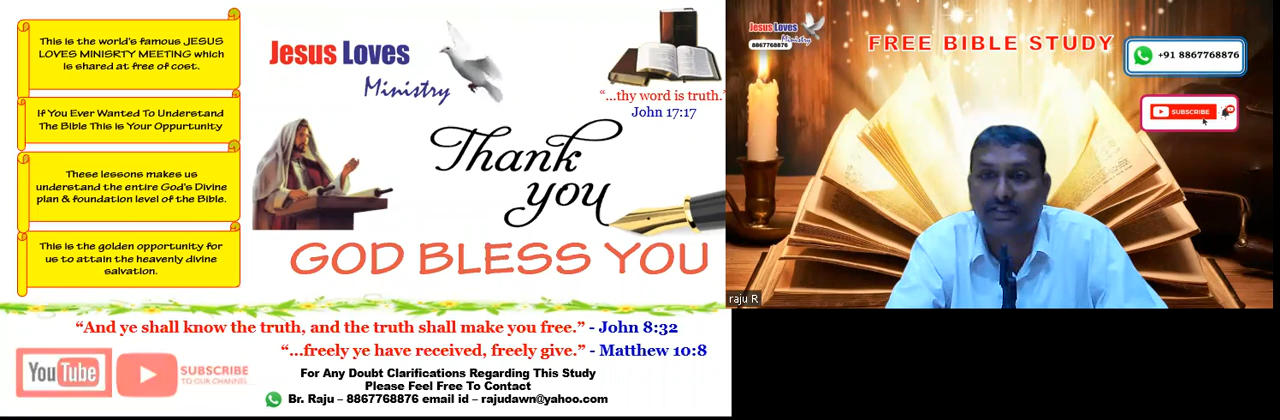 This is the world's famous JESUS
LOVES MINISRTY MEETING which
is shared at free of cost.
If You Ever Wanted To Understand
The Bible This is Your Oppurtunity
These lessons makes us
understand the entire God's Divine
plan & foundation level of the Bible.
This is the golden opportunity for
us to attain the heavenly divine
salvation.
Jesus Loves
Ministry
“...thy word is truth.”
John 17:17
Thank
you
GOD BLESS YOU
“And ye shall know the truth, and the truth shall make you free.” - John 8:32
“...freely ye have received, freely give.” - Matthew 10:8
YouTube
SUBSCRIBE
TO OUR CHANNEL
For Any Doubt Clarifications Regarding This Study
Please Feel Free To Contact
Br. Raju – 8867768876 email id – rajudawn@yahoo.com
Jesus Loves
Ministry
8867768876
FREE BIBLE STUDY
+91 8867768876
SUBSCRIBE
raju R